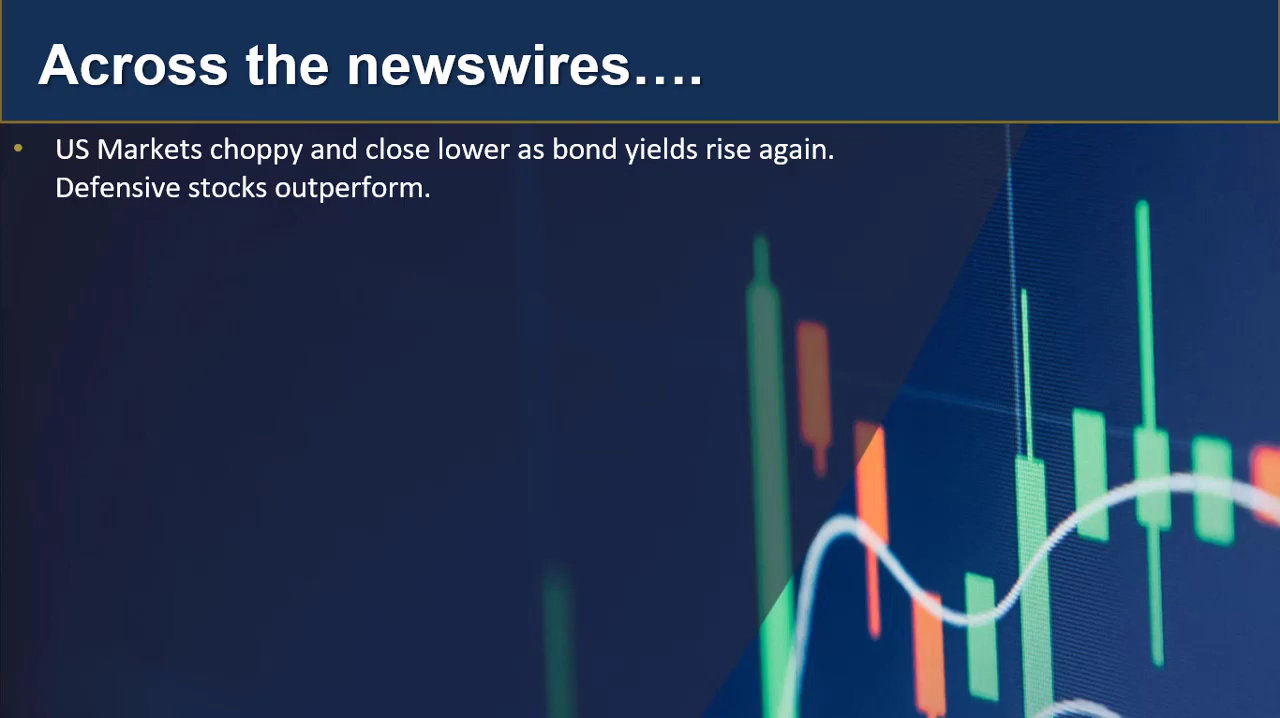 Across the newswires….
• US Markets choppy and close lower as bond yields rise again.
Defensive stocks outperform.